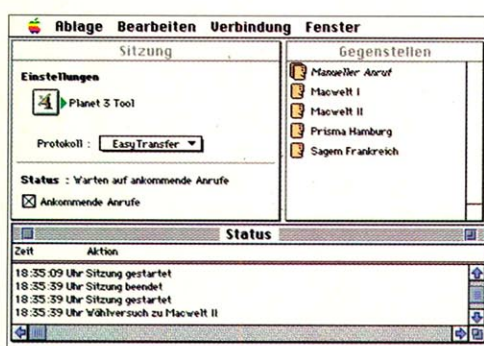 Ablage Bearbeiten Verbindung Fenster
Sitzung
Einstellungen
Planet 3 Tool
Protokoll : EasyTransfer
Status : Warten auf ankommende Anrufe
Ankommende Anrufe
Gegenstellen
Manueller Anruf
Macwelt I
Macwelt II
Prisma Hamburg
Sagem Frankreich
Status
Zeit Aktion
18:35:09 Uhr Sitzung gestartet
18:35:39 Uhr Sitzung beendet
18:35:39 Uhr Sitzung gestartet
18:35:39 Uhr Wählversuch zu Macwelt II